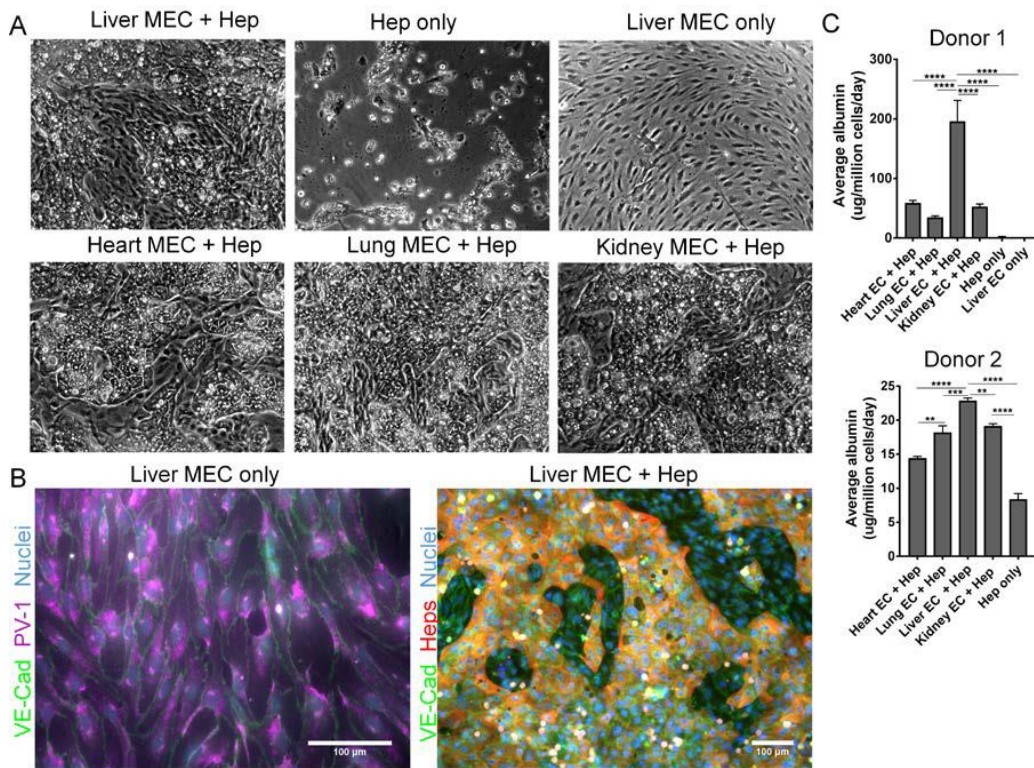 A
Liver MEC + Hep
Hep only
Liver MEC only
Heart MEC + Hep
Lung MEC + Hep
Kidney MEC + Hep
B
Liver MEC only
VE-Cad PV-1 Nuclei
100 µm
Liver MEC + Hep
VE-Cad Heps Nuclei
100 µm
C
Donor 1
Average albumin
(ug/million cells/day)
300
200
100
0
****
****
****
****
****
Heart EC + Hep
Lung EC + Hep
Liver EC + Hep
Kidney EC + Hep
Hep only
Liver EC only
Donor 2
Average albumin
(ug/million cells/day)
25
20
15
10
5
0
**** ****
*** **
** ****
Heart EC + Hep
Lung EC + Hep
Liver EC + Hep
Kidney EC + Hep
Hep only